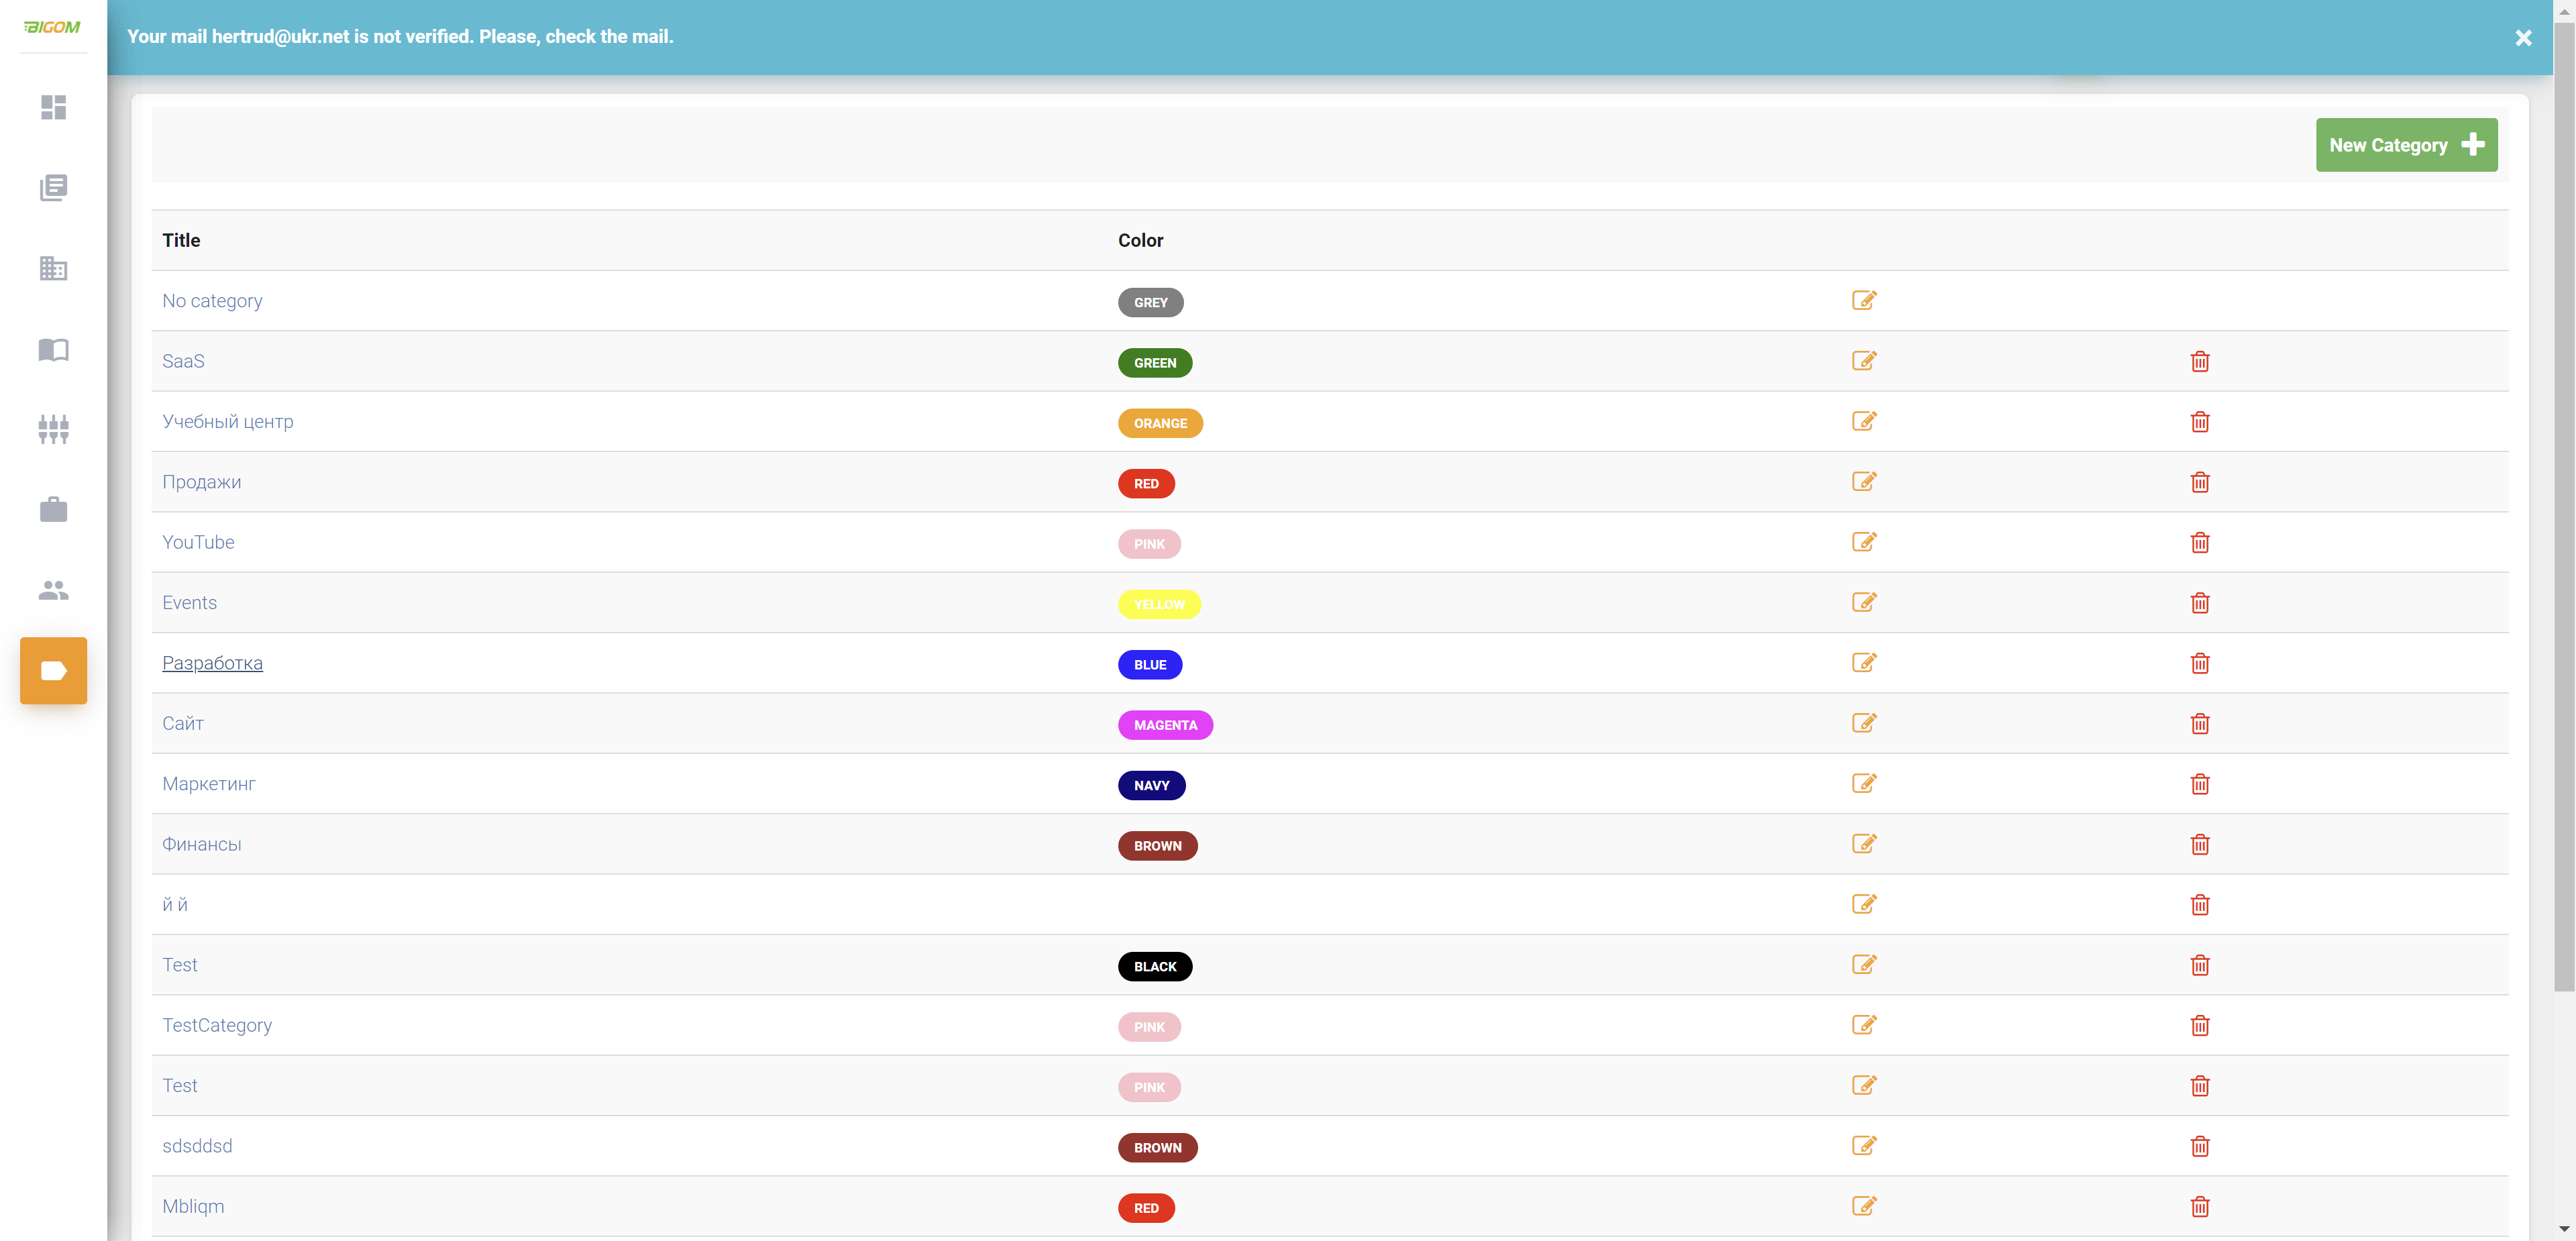 BIGOM
Your mail hertrud@ukr.net is not verified. Please, check the mail.
New Category
Title Color
No category GREY
SaaS GREEN
Учебный центр ORANGE
Продажи RED
YouTube PINK
Events YELLOW
Разработка BLUE
Сайт MAGENTA
Маркетинг NAVY
Финансы BROWN
й й
Test BLACK
TestCategory PINK
Test PINK
sdsddsd BROWN
Mbliqm RED